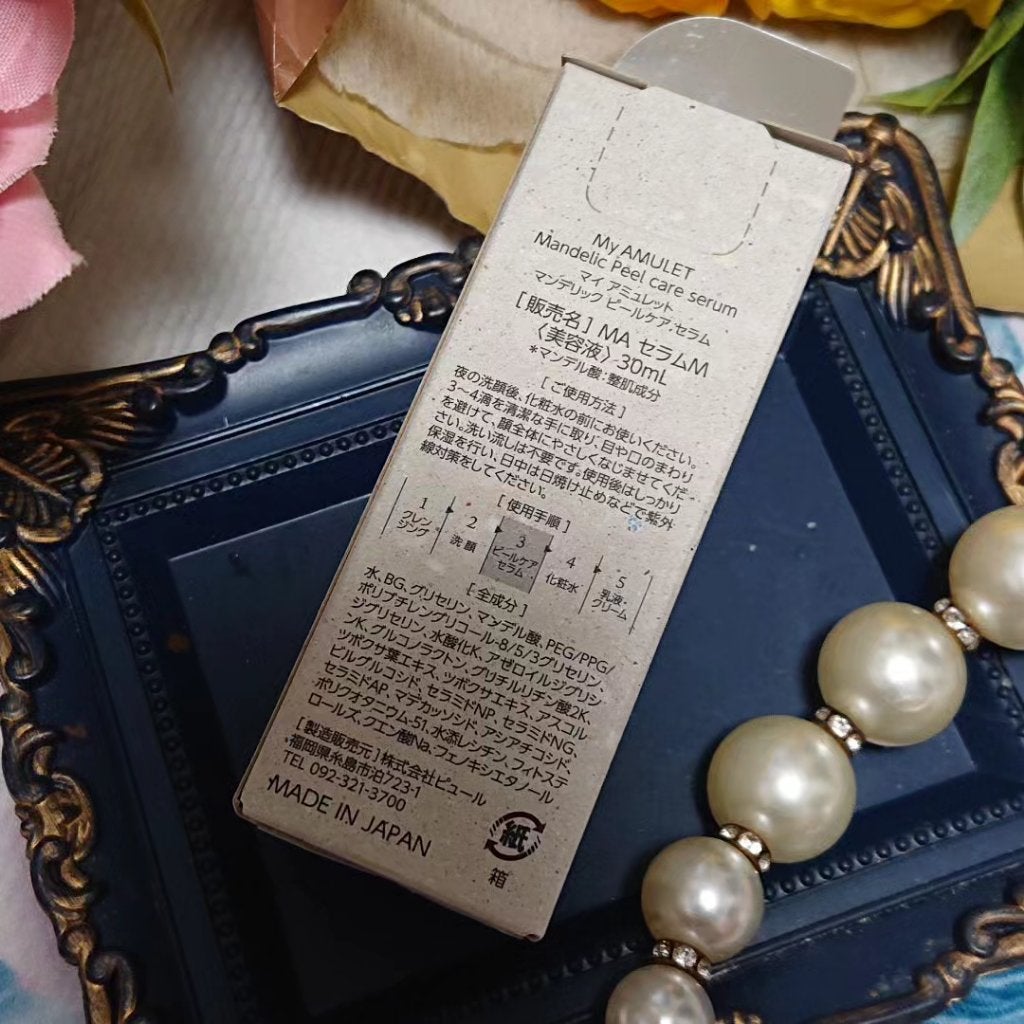 My AMULET
Mandelic Peel care serum
マイ アミュレット
マンデリック ピールケア セラム
[ 販売名 ] MA セラムM
〈美容液〉 30mL
*マンデル酸:整肌成分
[ ご使用方法 ]
夜の洗顔後、化粧水の前にお使いください。
3〜4滴を清潔な手に取り、目や口のまわり
を避けて、顔全体にやさしくなじませてくだ
さい。洗い流しは不要です。使用後はしっかり
保湿を行い、日中は日焼け止めなどで紫外
線対策をしてください。
[ 使用手順 ]
1
クレン
ジング
2
洗顔
3
ピールケア
セラム
4
化粧水
5
乳液・
クリーム
[ 全成分 ]
水、BG、グリセリン、マンデル酸、PEG/PPG/
ポリブチレングリコール-8/5/3グリセリン、
ジグリセリン、水酸化K、アゼロイルジグリシ
ンK、グルコノラクトン、グリチルリチン酸2K、
ツボクサ葉エキス、ツボクサエキス、アスコル
ビルグルコシド、セラミドNP、セラミドNG、
セラミドAP、マデカッソシド、アシアチコシド、
ポリクオタニウム-51、水添レシチン、フィトステ
ロールズ、クエン酸Na、フェノキシエタノール
[ 製造販売元 ] 株式会社ピュール
福岡県糸島市泊723-1
TEL 092-321-3700
MADE IN JAPAN
紙
箱